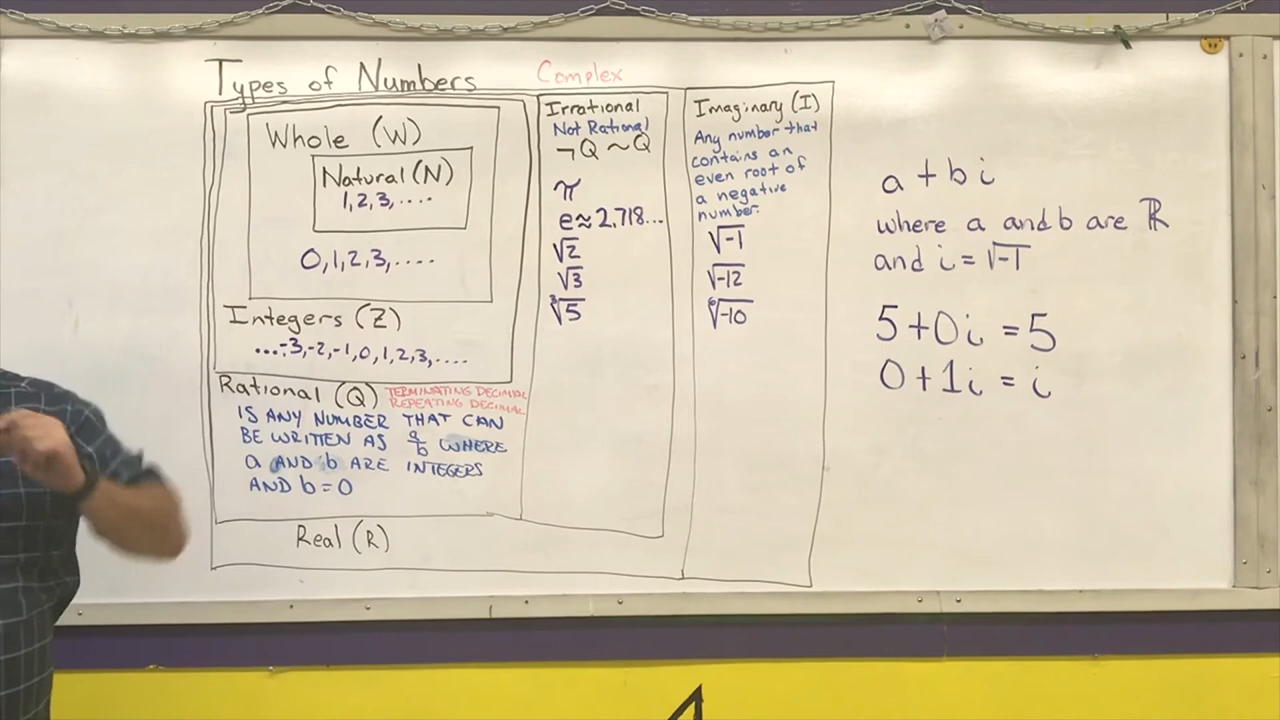 Types of Numbers
Complex
Whole (W)
Natural (N)
1, 2, 3, ....
0, 1, 2, 3, ....
Integers (Z)
...-3, -2, -1, 0, 1, 2, 3, ....
Rational (Q)
TERMINATING DECIMAL
REPEATING DECIMAL
IS ANY NUMBER THAT CAN
BE WRITTEN AS a/b WHERE
a AND b ARE INTEGERS
AND b = 0
Real (R)
Irrational
Not Rational
¬Q ~Q
π
e ≈ 2.718...
√2
√3
∛5
Imaginary (I)
Any number that
contains an
even root of
a negative
number.
√-1
√-12
⁶√-10
a + bi
where a and b are ℝ
and i = √-1
5 + 0i = 5
0 + 1i = i